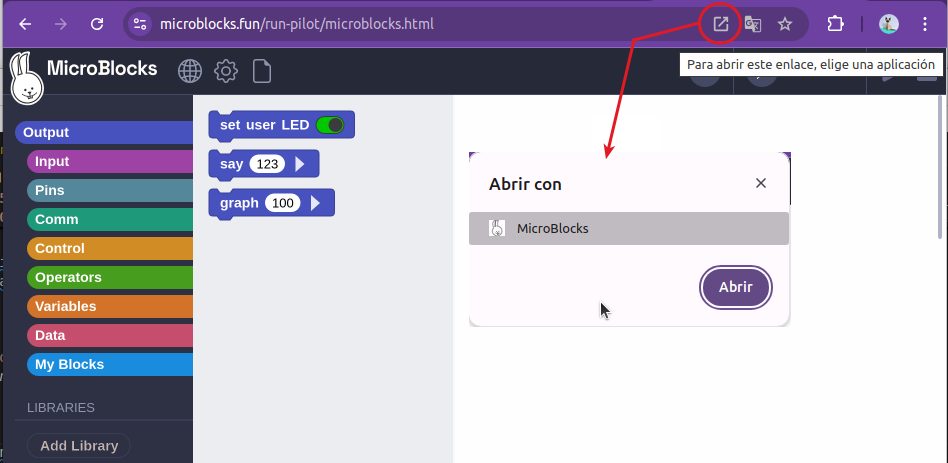 microblocks.fun/run-pilot/microblocks.html
Para abrir este enlace, elige una aplicación
MicroBlocks
Output
Input
Pins
Comm
Control
Operators
Variables
Data
My Blocks
LIBRARIES
Add Library
set user LED
say 123
graph 100
Abrir con
MicroBlocks
Abrir